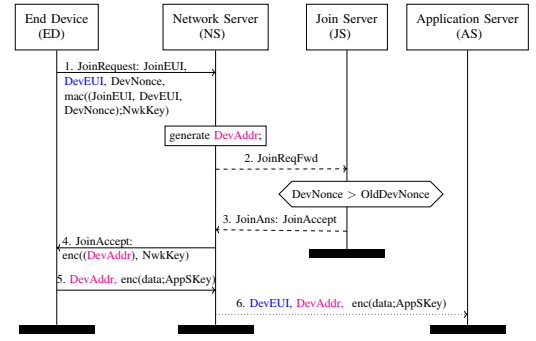 End Device
(ED)
Network Server
(NS)
Join Server
(JS)
Application Server
(AS)
1. JoinRequest: JoinEUI,
DevEUI, DevNonce,
mac((JoinEUI, DevEUI,
DevNonce);NwkKey)
generate DevAddr;
2. JoinReqFwd
DevNonce > OldDevNonce
3. JoinAns: JoinAccept
4. JoinAccept:
enc((DevAddr), NwkKey)
5. DevAddr, enc(data;AppSKey)
6. DevEUI, DevAddr, enc(data;AppSKey)